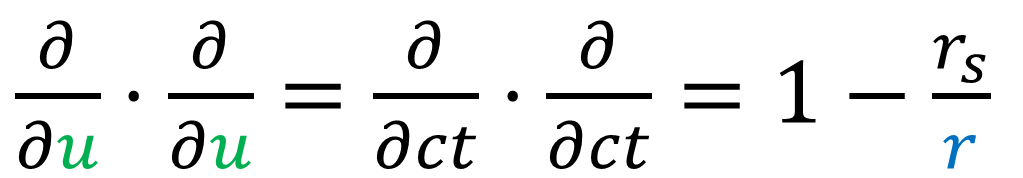 ∂/∂u · ∂/∂u = ∂/∂ct · ∂/∂ct = 1 − r_s/r